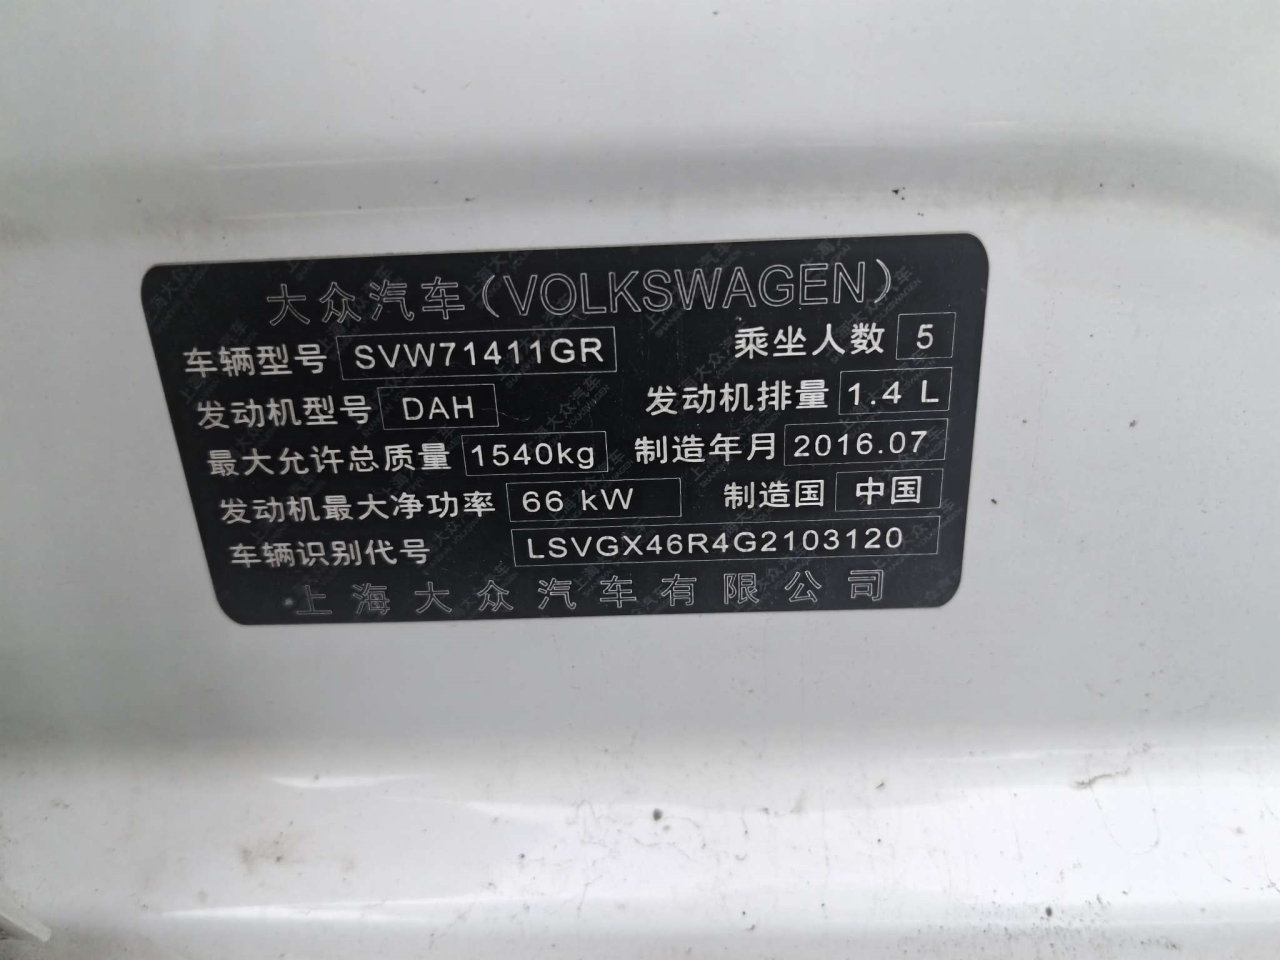 大众汽车(VOLKSWAGEN)
车辆型号 SVW71411GR 乘坐人数 5
发动机型号 DAH 发动机排量 1.4 L
最大允许总质量 1540kg 制造年月 2016.07
发动机最大净功率 66 kW 制造国 中国
车辆识别代号 LSVGX46R4G2103120
上海大众汽车有限公司